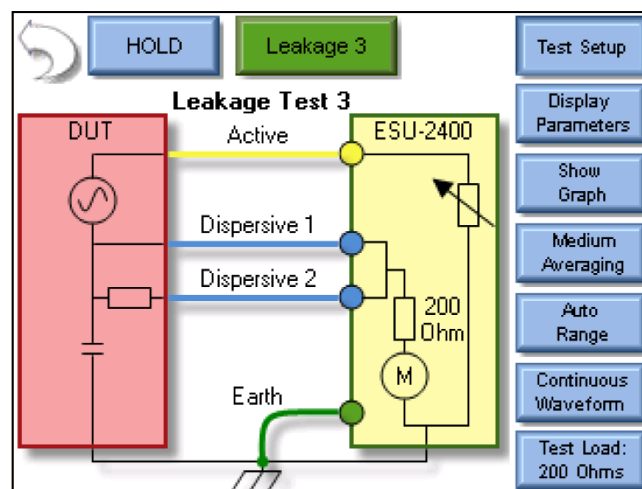 HOLD
Leakage 3
Test Setup
Leakage Test 3
DUT
Active
ESU-2400
Display
Parameters
Show
Graph
Dispersive 1
Medium
Averaging
Dispersive 2
200
Ohm
Auto
Range
M
Earth
Continuous
Waveform
Test Load:
200 Ohms